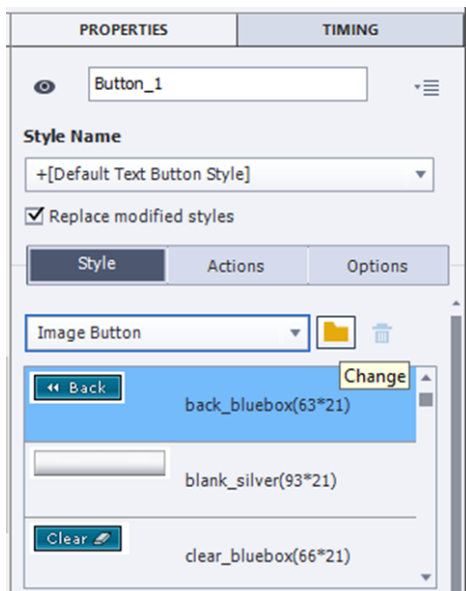 PROPERTIES TIMING
Button_1
Style Name
+[Default Text Button Style]
Replace modified styles
Style Actions Options
Image Button
Change
Back
back_bluebox(63*21)
blank_silver(93*21)
Clear
clear_bluebox(66*21)